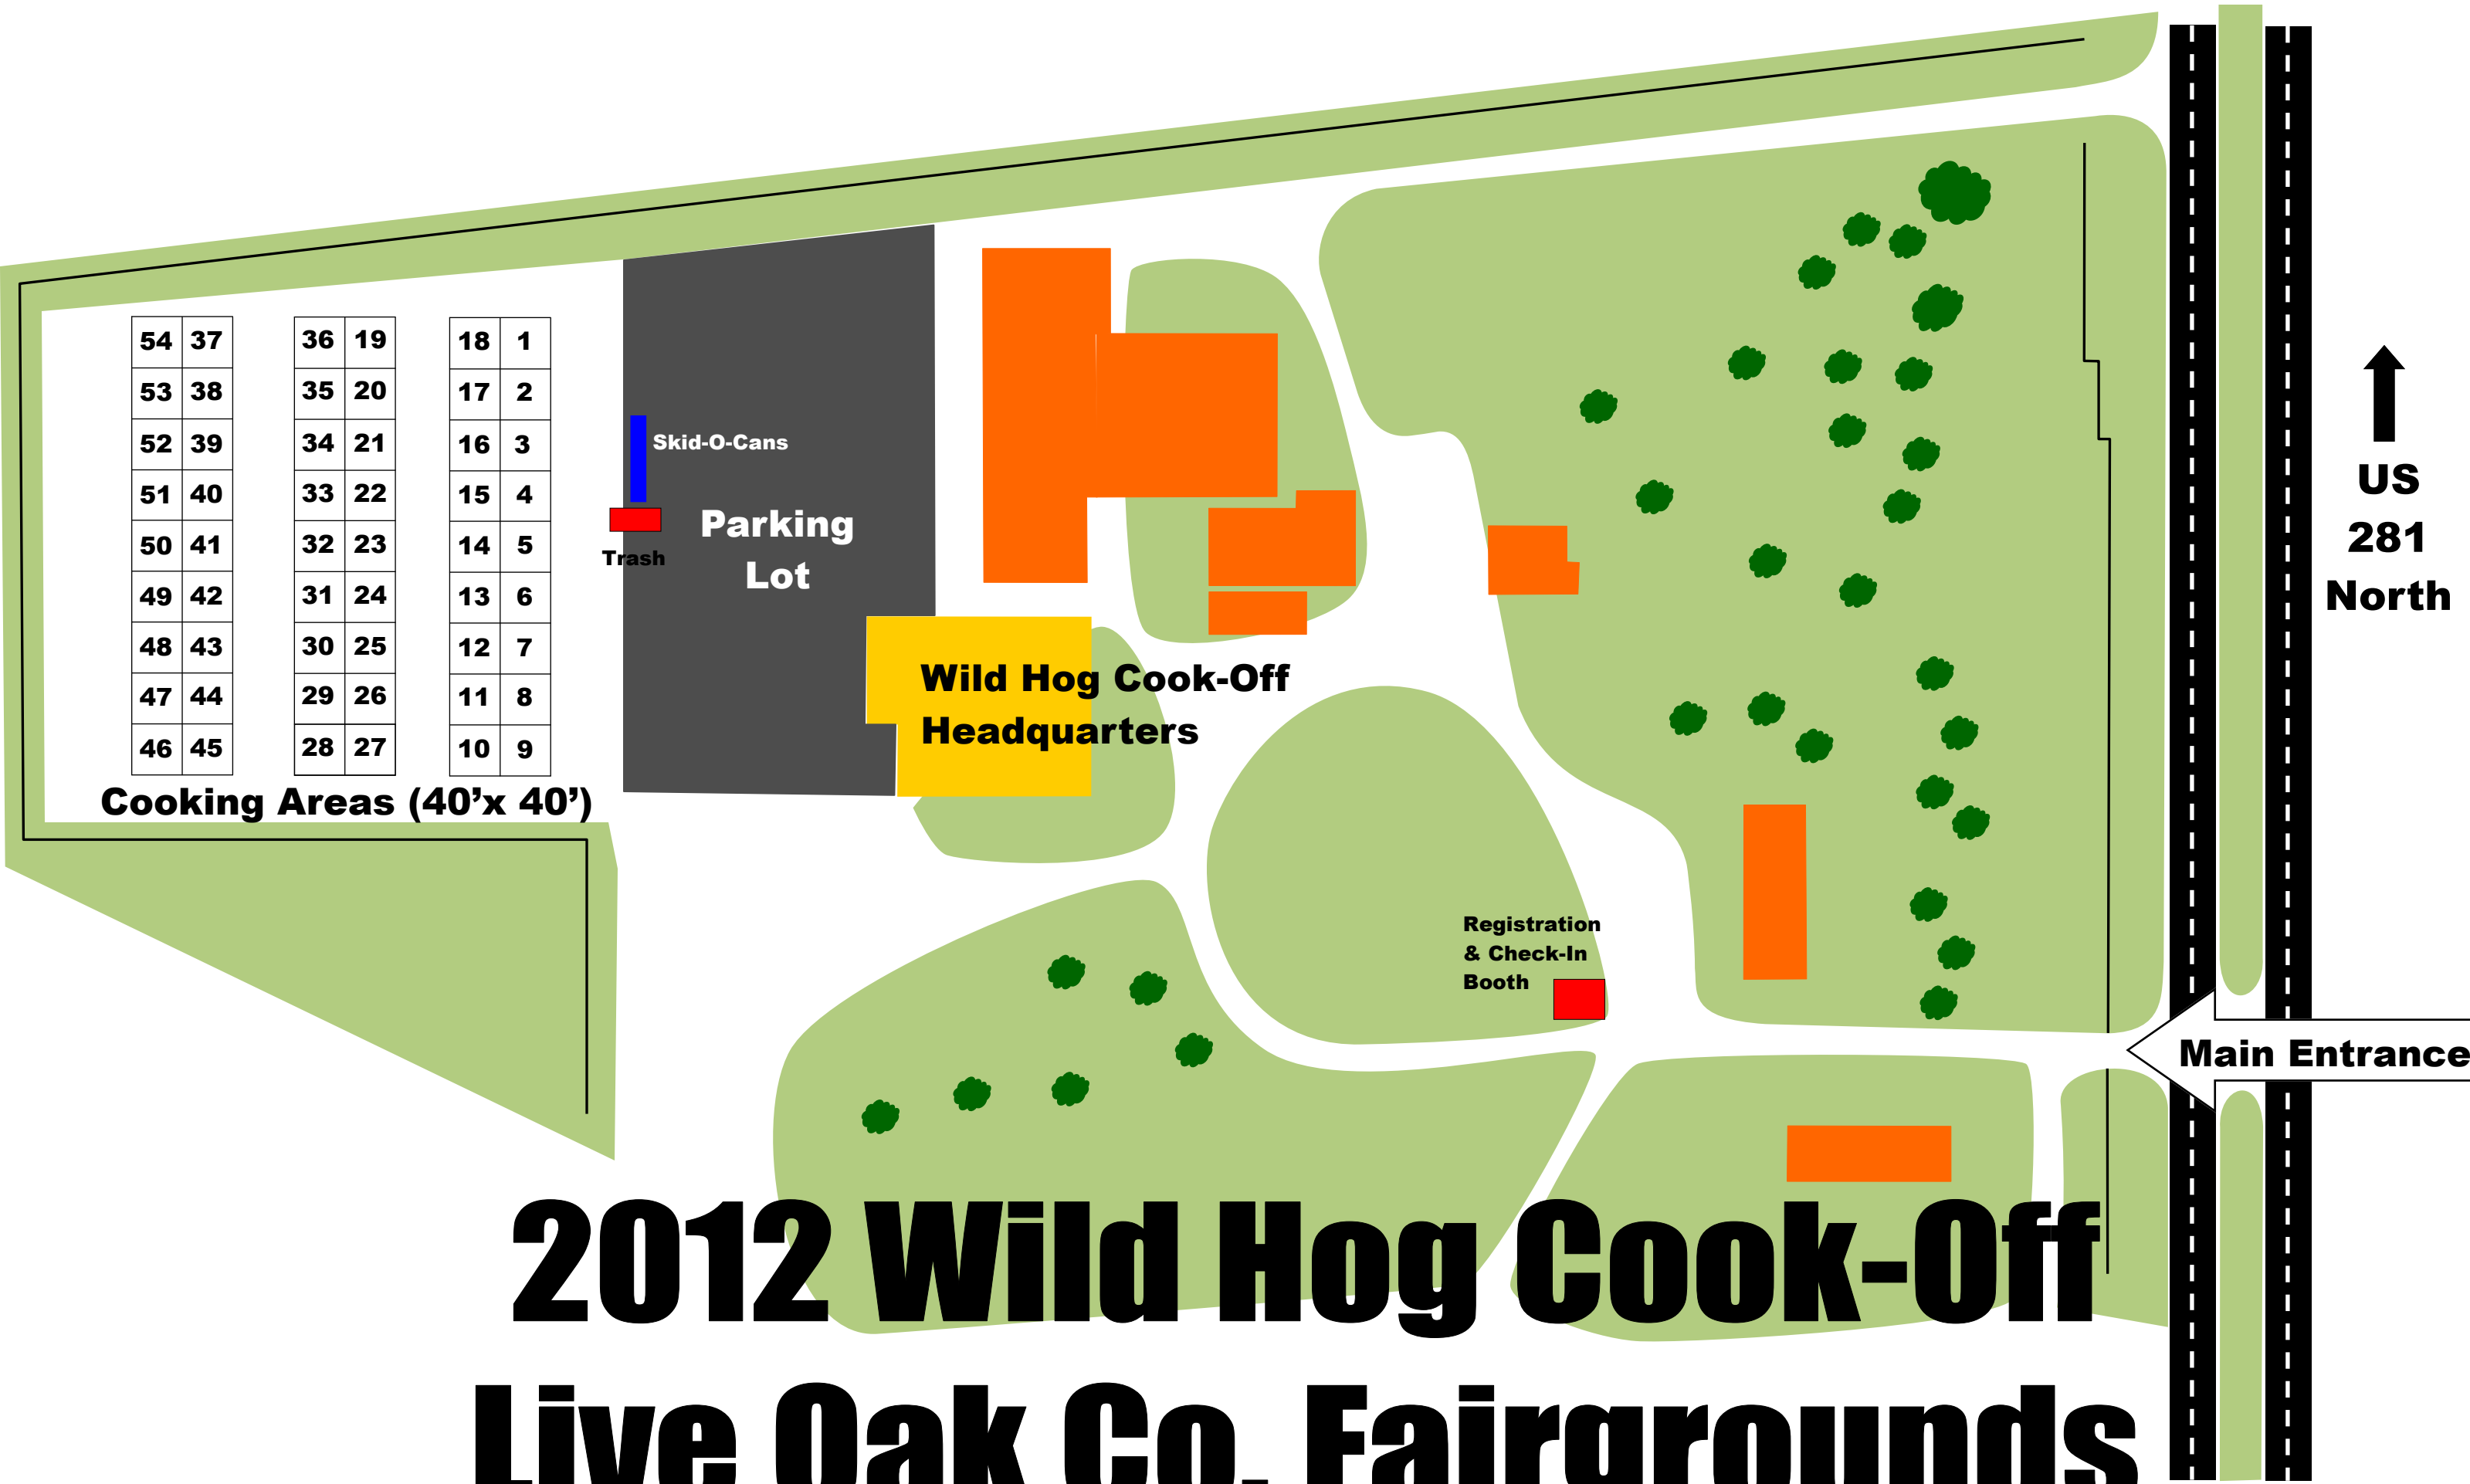 54 37 36 19 18 1
53 38 35 20 17 2
52 39 34 21 16 3
51 40 33 22 15 4
50 41 32 23 14 5
49 42 31 24 13 6
48 43 30 25 12 7
47 44 29 26 11 8
46 45 28 27 10 9
Cooking Areas (40’x 40’)
Skid-O-Cans
Trash
Parking
Lot
Wild Hog Cook-Off
Headquarters
US
281
North
Registration
& Check-In
Booth
Main Entrance
2012 Wild Hog Cook-Off
Live Oak Co. Fairgrounds